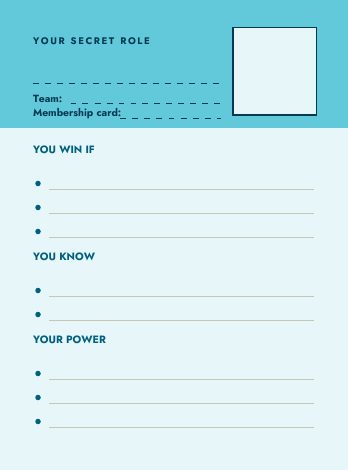 YOUR SECRET ROLE
Team:
Membership card:
YOU WIN IF
YOU KNOW
YOUR POWER